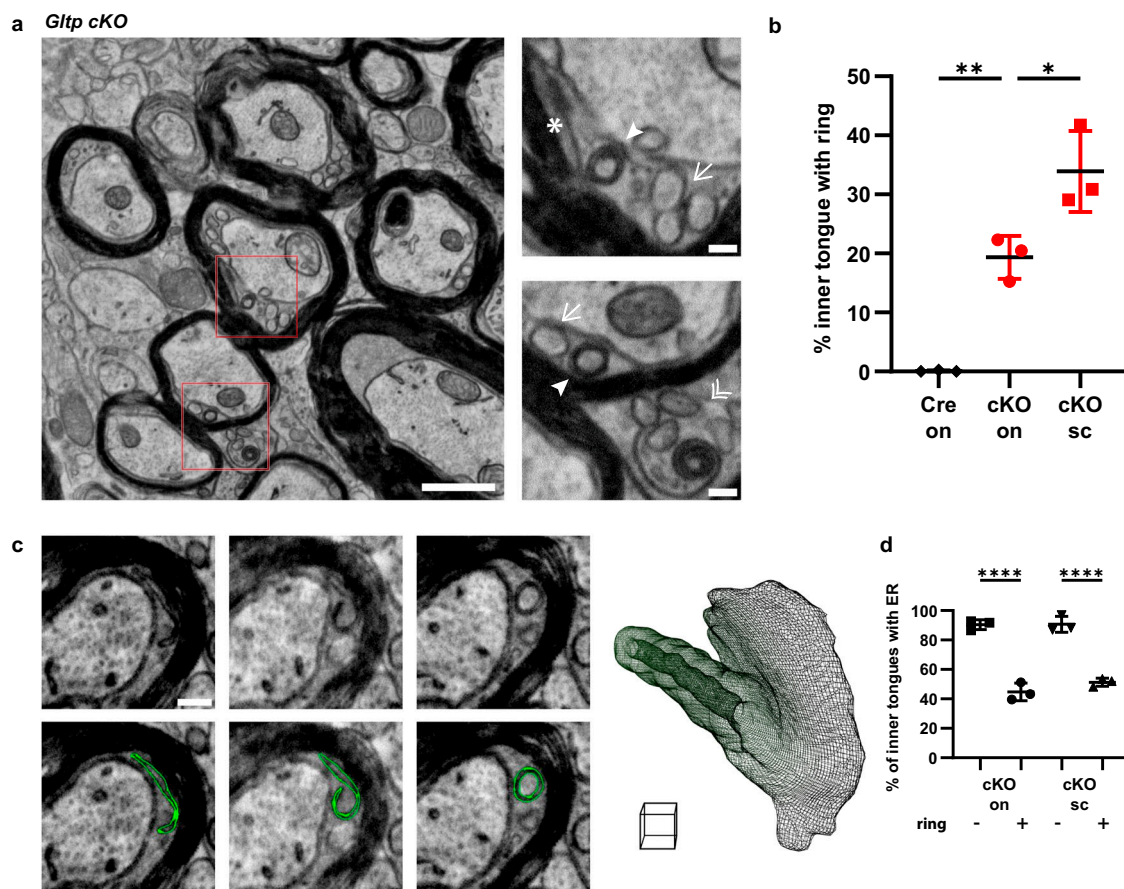 a
Gltp cKO
*
b
% inner tongue with ring
50
40
30
20
10
0
** *
Cre on
cKO on
cKO sc
c
d
% of inner tongues with ER
100
80
60
40
20
0
**** ****
cKO on
cKO sc
ring - + - +